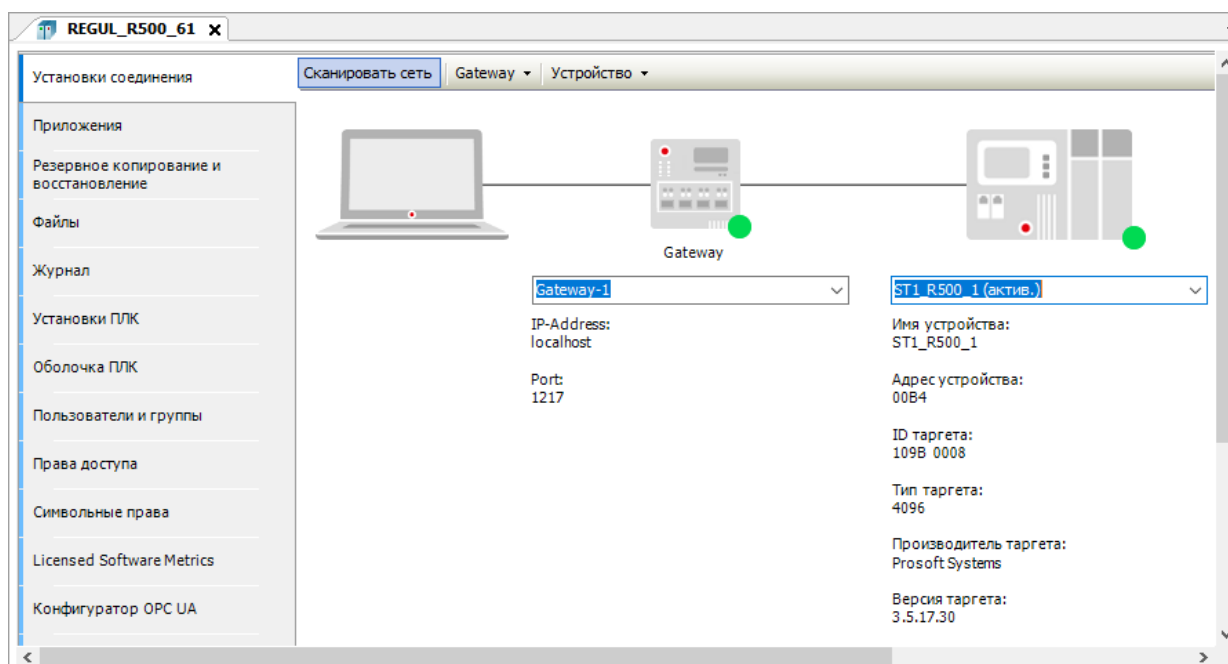 REGUL_R500_61
Установки соединения
Сканировать сеть Gateway Устройство
Приложения
Резервное копирование и
восстановление
Файлы
Журнал
Установки ПЛК
Оболочка ПЛК
Пользователи и группы
Права доступа
Символьные права
Licensed Software Metrics
Конфигуратор OPC UA
Gateway
Gateway-1
IP-Address:
localhost
Port:
1217
ST1_R500_1 (актив.)
Имя устройства:
ST1_R500_1
Адрес устройства:
00B4
ID таргета:
109B 0008
Тип таргета:
4096
Производитель таргета:
Prosoft Systems
Версия таргета:
3.5.17.30